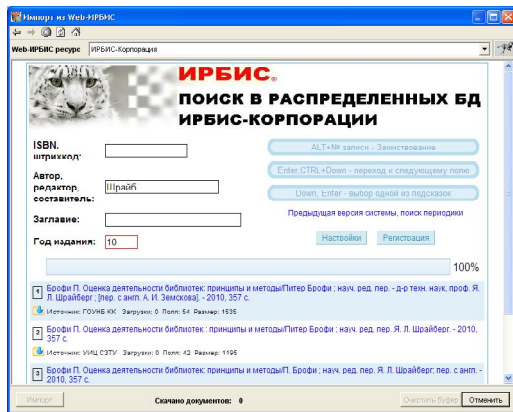 Импорт из Web-ИРБИС
Web-ИРБИС ресурс ИРБИС-Корпорация
ИРБИС®
ПОИСК В РАСПРЕДЕЛЕННЫХ БД
ИРБИС-КОРПОРАЦИИ
ISBN,
штрихкод:
ALT+№ записи - Заимствование
Автор,
редактор,
составитель:
Шрайб
Enter,CTRL+Down - переход к следующему полю
Down, Enter - выбор одной из подсказок
Заглавие:
Предыдущая версия системы, поиск периодики
Год издания: 10
Настройки Регистрация
100%
1 Брофи П. Оценка деятельности библиотек: принципы и методы/Питер Брофи ; науч. ред. пер. - д-р техн. наук, проф. Я.
Л. Шрайберг ; [пер. с англ. А. И. Земскова]. - 2010, 357 с.
Источник: ГОУНБ КК Загрузки: 0 Поля: 54 Размер: 1535
2 Брофи П. Оценка деятельности библиотек : принципы и методы/Питер Брофи ; науч. ред. пер. Я. Л. Шрайберг. - 2010,
357 с.
Источник: УИЦ СЗТУ Загрузки: 0 Поля: 42 Размер: 1195
3 Брофи П. Оценка деятельности библиотек: принципы и методы/П. Брофи ; науч. ред. пер. Я. Л. Шрайберг; пер. с англ. -
2010, 357 с.
Импорт Скачано документов: 0 Очистить буфер Отменить